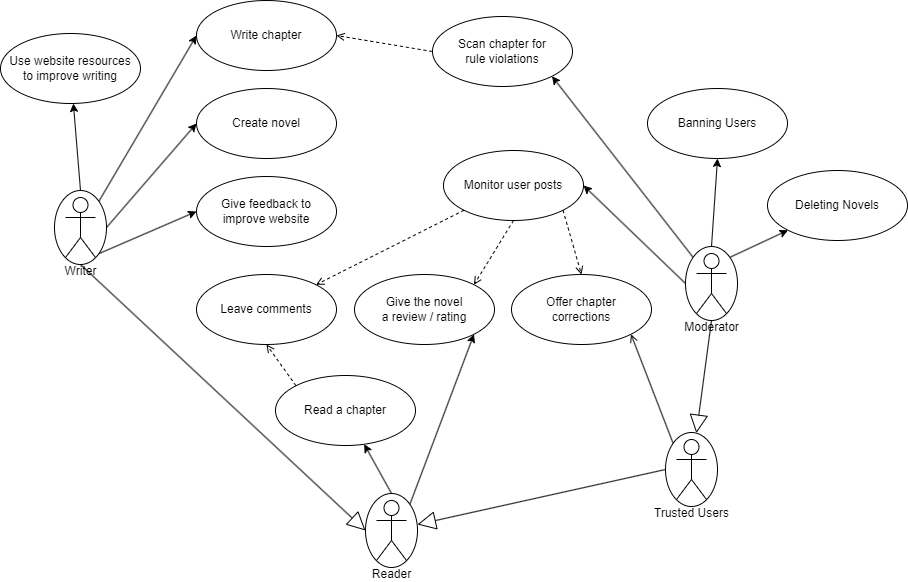 Write chapter
Scan chapter for
rule violations
Use website resources
to improve writing
Create novel
Banning Users
Monitor user posts
Give feedback to
improve website
Deleting Novels
Writer
Leave comments
Give the novel
a review / rating
Offer chapter
corrections
Moderator
Read a chapter
Trusted Users
Reader